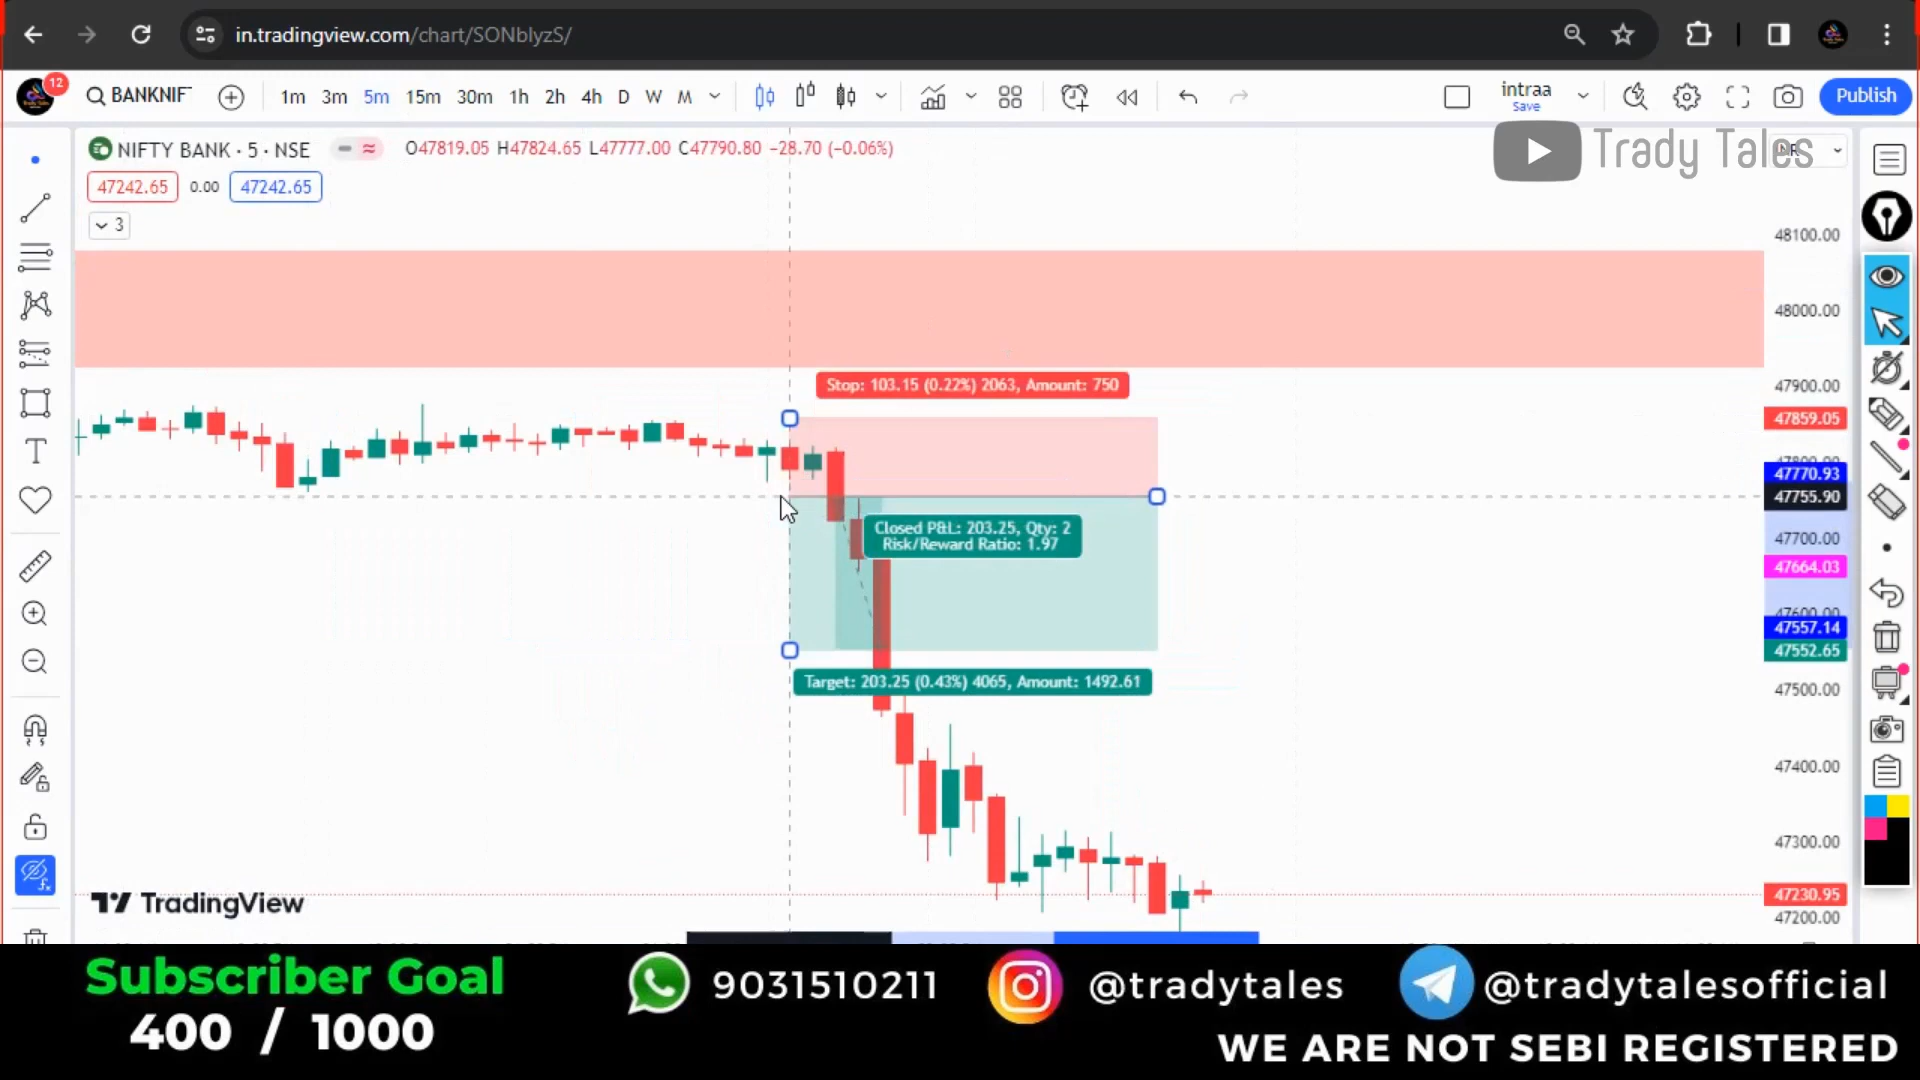 in.tradingview.com/chart/SONblyzS/
12
BANKNIF
1m 3m 5m 15m 30m 1h 2h 4h D W M
intraa
Save
Publish
NIFTY BANK · 5 · NSE
O47819.05 H47824.65 L47777.00 C47790.80 −28.70 (−0.06%)
Trady Tales
47242.65 0.00 47242.65
3
48100.00
48000.00
Stop: 103.15 (0.22%) 2063, Amount: 750
47900.00
47859.05
47770.93
47755.90
Closed P&L: 203.25, Qty: 2
Risk/Reward Ratio: 1.97
47700.00
47664.03
47600.00
47557.14
47552.65
Target: 203.25 (0.43%) 4065, Amount: 1492.61
47500.00
47400.00
47300.00
47230.95
47200.00
TradingView
Subscriber Goal
400 / 1000
9031510211
@tradytales
@tradytalesofficial
WE ARE NOT SEBI REGISTERED